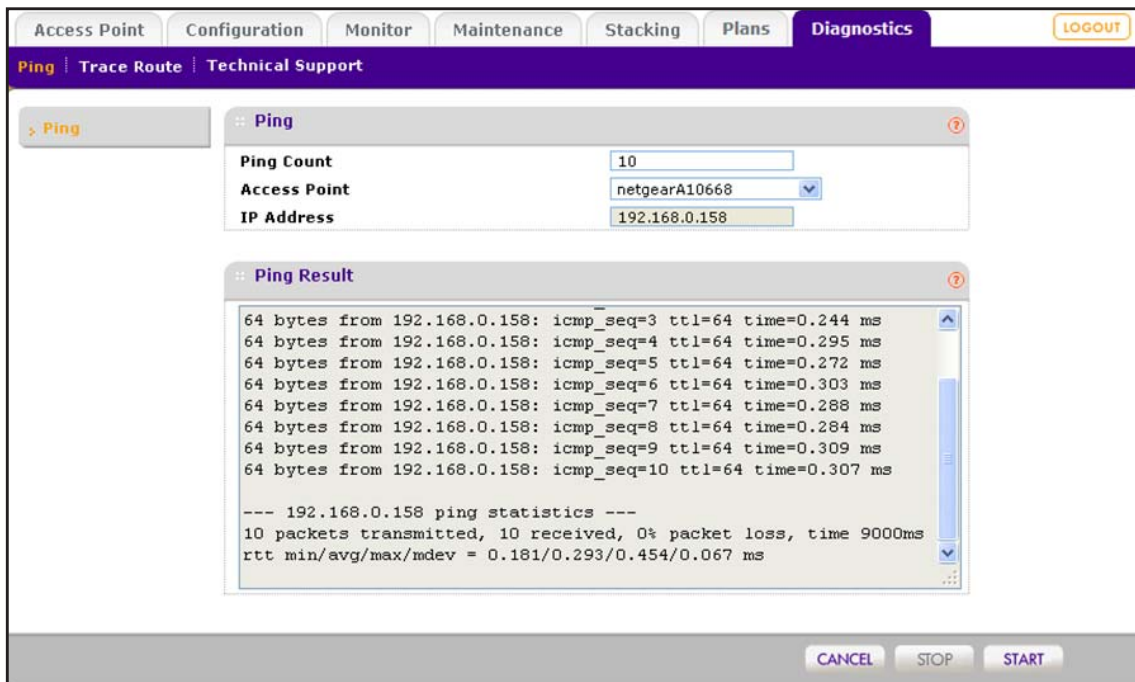 Access Point Configuration Monitor Maintenance Stacking Plans Diagnostics LOGOUT
Ping Trace Route Technical Support
Ping
Ping
Ping Count 10
Access Point netgearA10668
IP Address 192.168.0.158
Ping Result
64 bytes from 192.168.0.158: icmp_seq=3 ttl=64 time=0.244 ms
64 bytes from 192.168.0.158: icmp_seq=4 ttl=64 time=0.295 ms
64 bytes from 192.168.0.158: icmp_seq=5 ttl=64 time=0.272 ms
64 bytes from 192.168.0.158: icmp_seq=6 ttl=64 time=0.303 ms
64 bytes from 192.168.0.158: icmp_seq=7 ttl=64 time=0.288 ms
64 bytes from 192.168.0.158: icmp_seq=8 ttl=64 time=0.284 ms
64 bytes from 192.168.0.158: icmp_seq=9 ttl=64 time=0.309 ms
64 bytes from 192.168.0.158: icmp_seq=10 ttl=64 time=0.307 ms
--- 192.168.0.158 ping statistics ---
10 packets transmitted, 10 received, 0% packet loss, time 9000ms
rtt min/avg/max/mdev = 0.181/0.293/0.454/0.067 ms
CANCEL STOP START